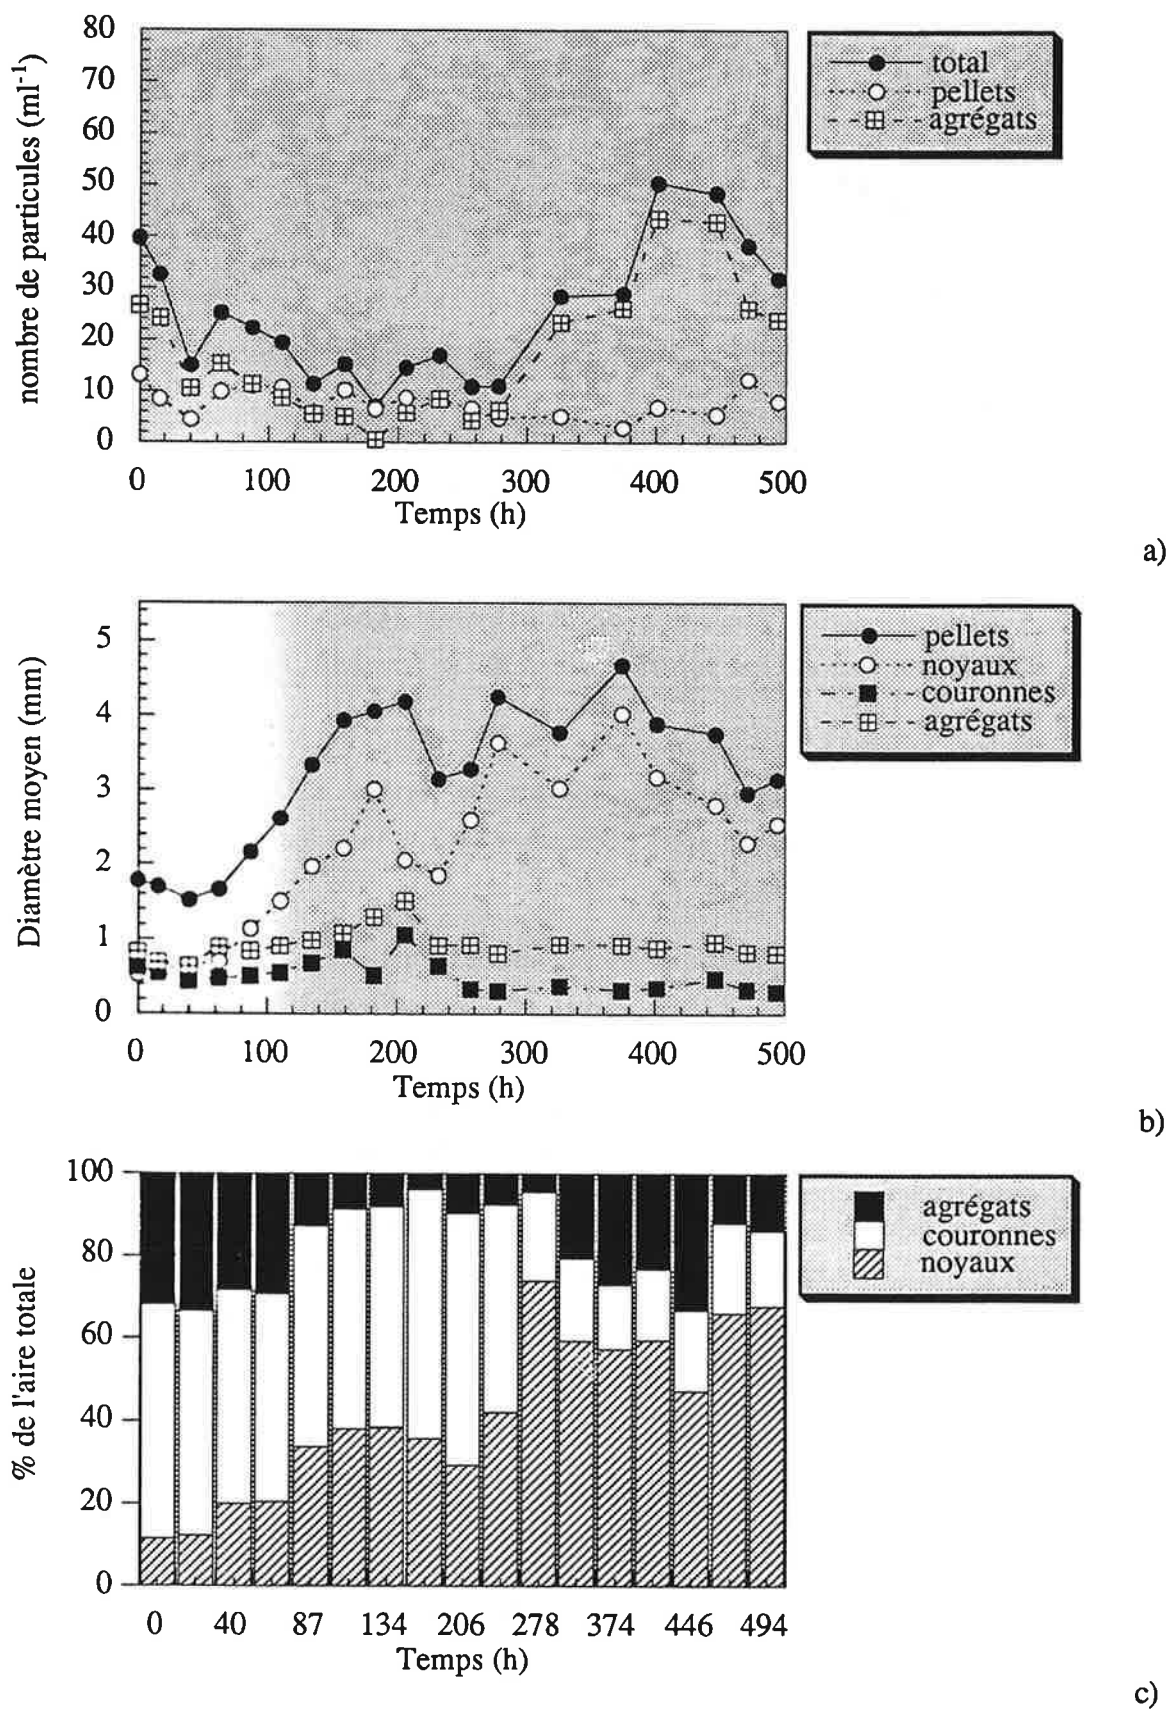 nombre de particules (ml-1)
80
70
60
50
40
30
20
10
0
0 100 200 300 400 500
Temps (h)
total
pellets
agrégats
a)
Diamètre moyen (mm)
5
4
3
2
1
0
0 100 200 300 400 500
Temps (h)
pellets
noyaux
couronnes
agrégats
b)
% de l'aire totale
100
80
60
40
20
0
0 40 87 134 206 278 374 446 494
Temps (h)
agrégats
couronnes
noyaux
c)